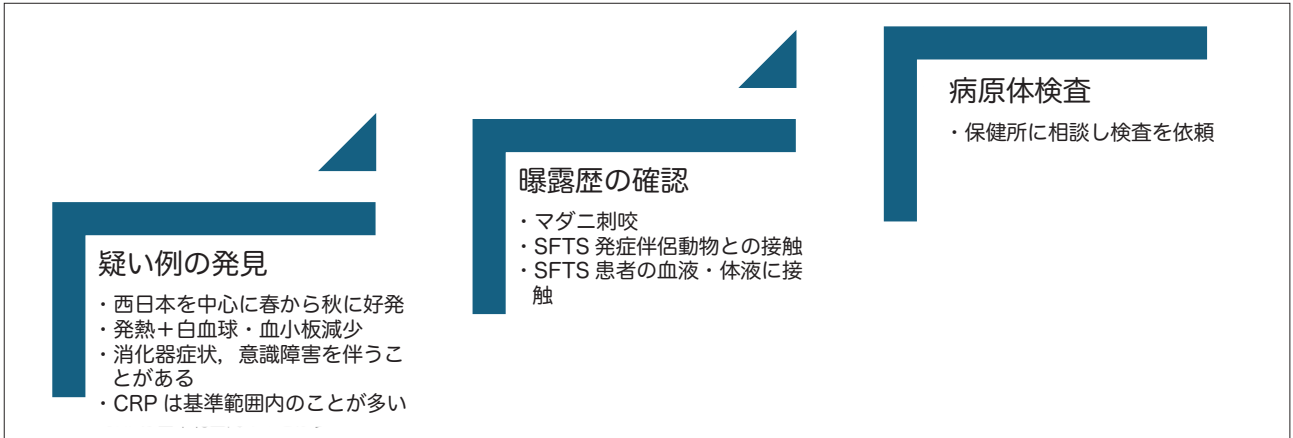 疑い例の発見
・西日本を中心に春から秋に好発
・発熱＋白血球・血小板減少
・消化器症状，意識障害を伴うこ
とがある
・CRP は基準範囲内のことが多い
曝露歴の確認
・マダニ刺咬
・SFTS 発症伴侶動物との接触
・SFTS 患者の血液・体液に接
触
病原体検査
・保健所に相談し検査を依頼